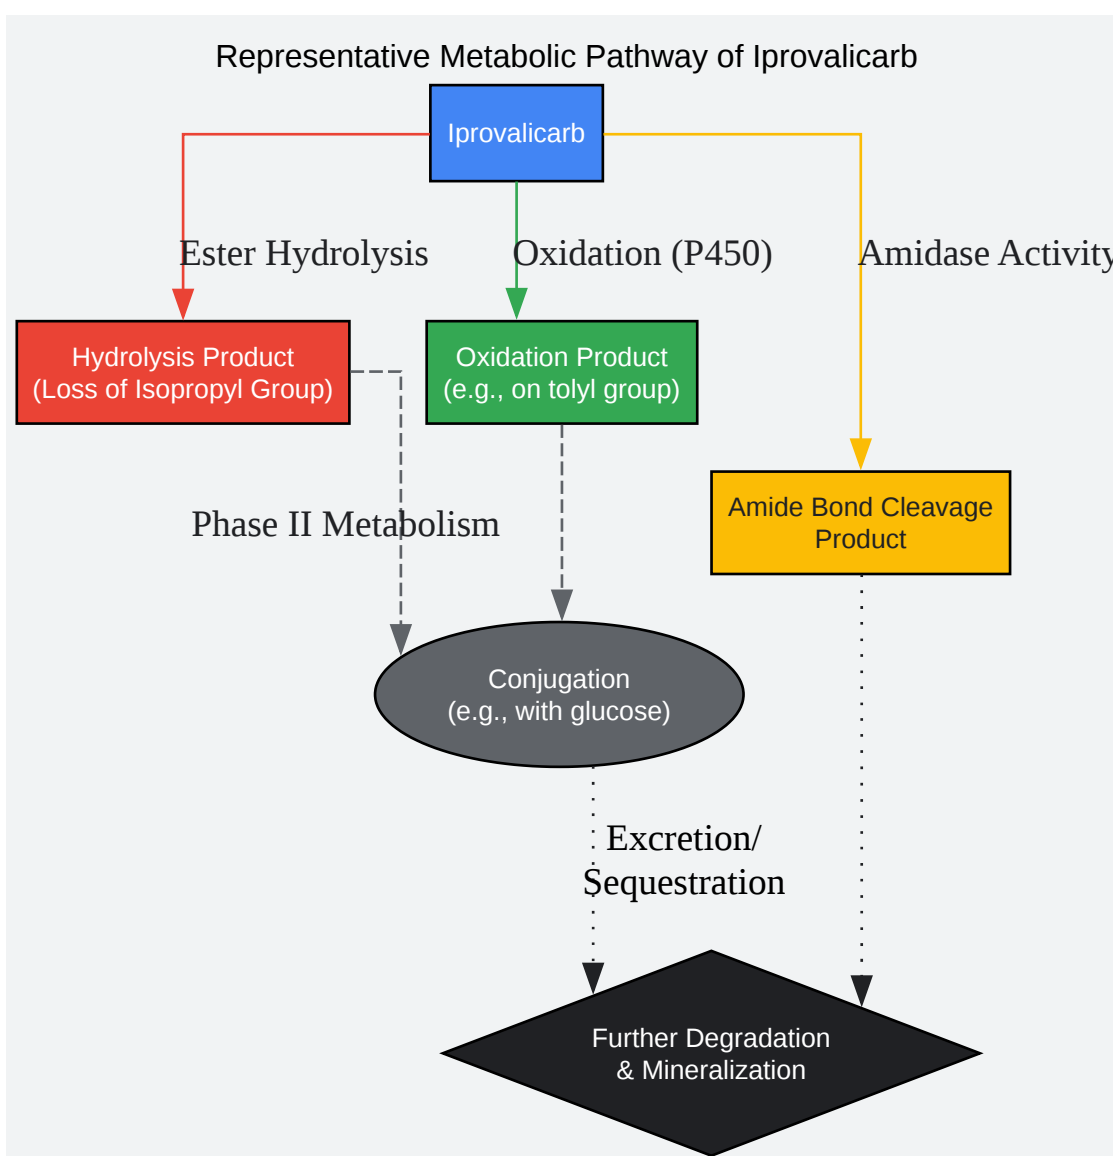 Representative Metabolic Pathway of Iprovalicarb
Iprovalicarb
Ester Hydrolysis
Oxidation (P450)
Amidase Activity
Hydrolysis Product
(Loss of Isopropyl Group)
Oxidation Product
(e.g., on tolyl group)
Amide Bond Cleavage
Product
Phase II Metabolism
Conjugation
(e.g., with glucose)
Excretion/
Sequestration
Further Degradation
& Mineralization